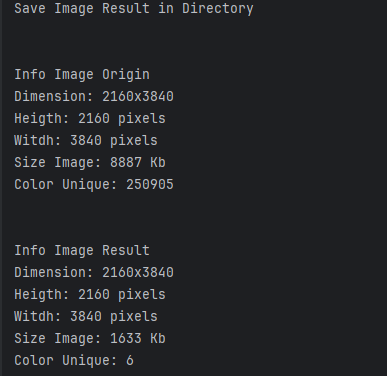 Save Image Result in Directory
Info Image Origin
Dimension: 2160x3840
Heigth: 2160 pixels
Witdh: 3840 pixels
Size Image: 8887 Kb
Color Unique: 250905
Info Image Result
Dimension: 2160x3840
Heigth: 2160 pixels
Witdh: 3840 pixels
Size Image: 1633 Kb
Color Unique: 6